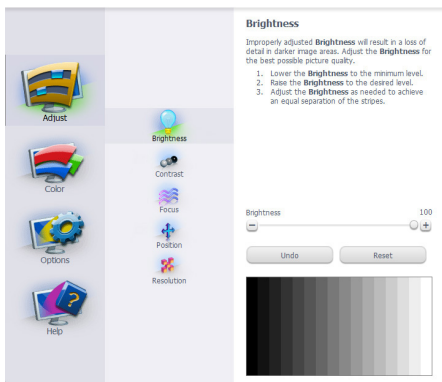 Adjust
Color
Options
Help
Brightness
Contrast
Focus
Position
Resolution
Brightness
Improperly adjusted Brightness will result in a loss of
detail in darker image areas. Adjust the Brightness for
the best possible picture quality.
1. Lower the Brightness to the minimum level.
2. Raise the Brightness to the desired level.
3. Adjust the Brightness as needed to achieve
an equal separation of the stripes.
Brightness 100
Undo Reset